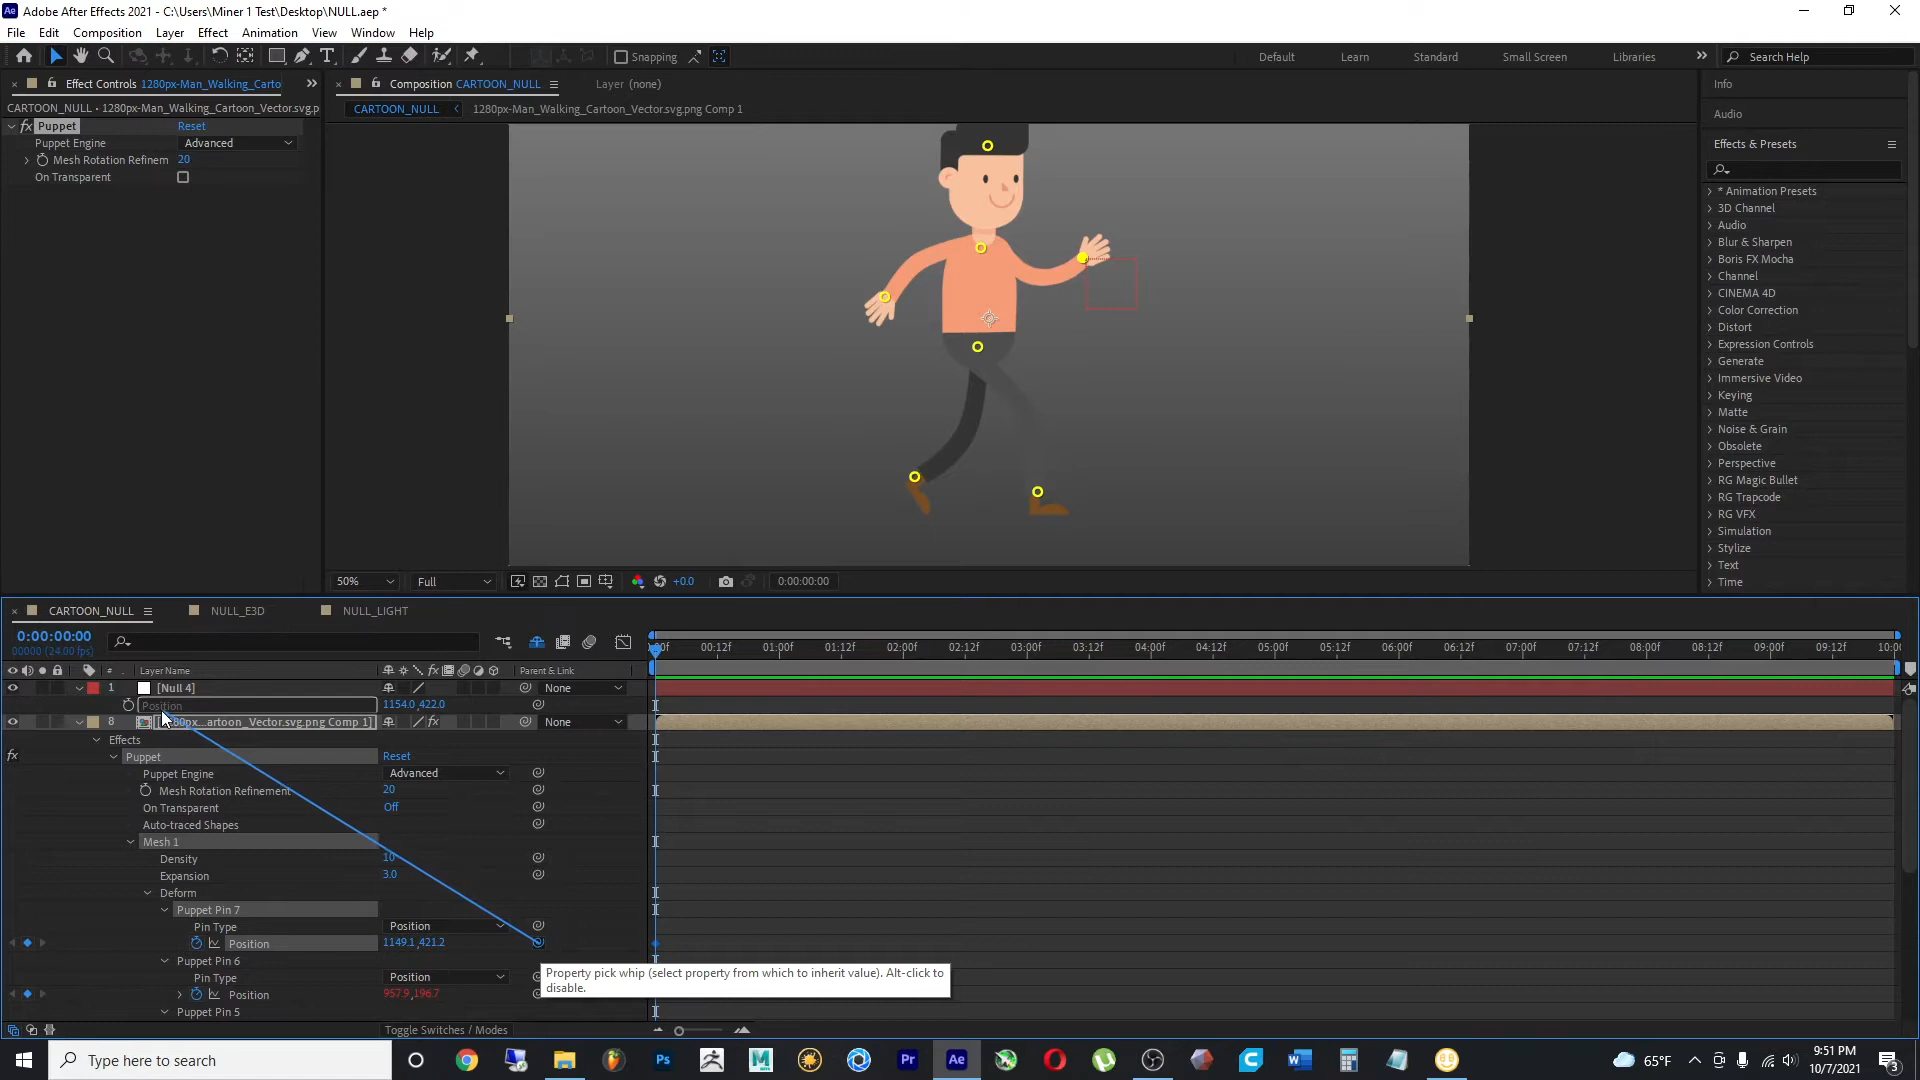 Adobe After Effects 2021 - C:\Users\Miner 1 Test\Desktop\NULL.aep *
File Edit Composition Layer Effect Animation View Window Help
Snapping
Default Learn Standard Small Screen Libraries
Search Help
Effect Controls 1280px-Man_Walking_Carto
CARTOON_NULL • 1280px-Man_Walking_Cartoon_Vector.svg.p
fx Puppet Reset
Puppet Engine Advanced
Mesh Rotation Refinem 20
On Transparent
Composition CARTOON_NULL
Layer (none)
CARTOON_NULL
1280px-Man_Walking_Cartoon_Vector.svg.png Comp 1
50% Full +0.0 0:00:00:00
Info
Audio
Effects & Presets
* Animation Presets
3D Channel
Audio
Blur & Sharpen
Boris FX Mocha
Channel
CINEMA 4D
Color Correction
Distort
Expression Controls
Generate
Immersive Video
Keying
Matte
Noise & Grain
Obsolete
Perspective
RG Magic Bullet
RG Trapcode
RG VFX
Simulation
Stylize
Text
Time
CARTOON_NULL NULL_E3D NULL_LIGHT
0:00:00:00
00000 (24.00 fps)
00:12f 01:00f 01:12f 02:00f 02:12f 03:00f 03:12f 04:00f 04:12f 05:00f 05:12f 06:00f 06:12f 07:00f 07:12f 08:00f 08:12f 09:00f 09:12f 10:00
# Layer Name Parent & Link
1 [Null 4] None
Position 1154.0,422.0
8 80px...artoon_Vector.svg.png Comp 1] None
Effects
fx Puppet Reset
Puppet Engine Advanced
Mesh Rotation Refinement 20
On Transparent Off
Auto-traced Shapes
Mesh 1
Density 10
Expansion 3.0
Deform
Puppet Pin 7
Pin Type Position
Position 1149.1,421.2
Puppet Pin 6
Pin Type Position
Position 957.9,196.7
Puppet Pin 5
Property pick whip (select property from which to inherit value). Alt-click to
disable.
Toggle Switches / Modes
Type here to search
65°F
9:51 PM
10/7/2021
3